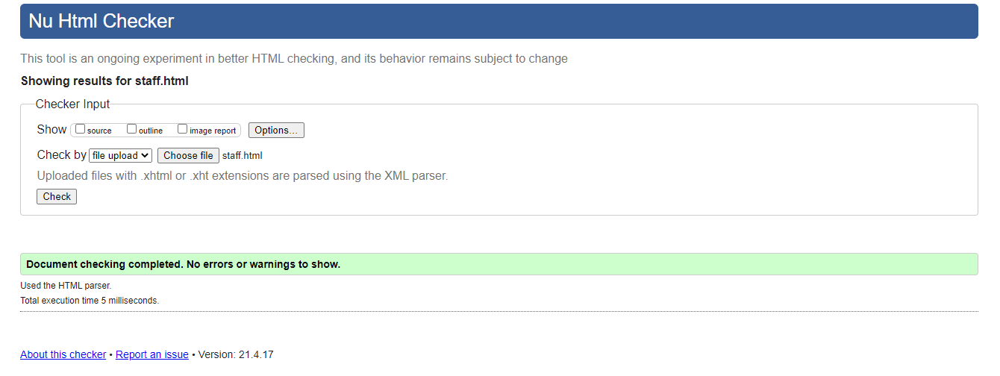 Nu Html Checker
This tool is an ongoing experiment in better HTML checking, and its behavior remains subject to change
Showing results for staff.html
Checker Input
Show source outline image report Options...
Check by file upload Choose file staff.html
Uploaded files with .xhtml or .xht extensions are parsed using the XML parser.
Check
Document checking completed. No errors or warnings to show.
Used the HTML parser.
Total execution time 5 milliseconds.
About this checker • Report an issue • Version: 21.4.17